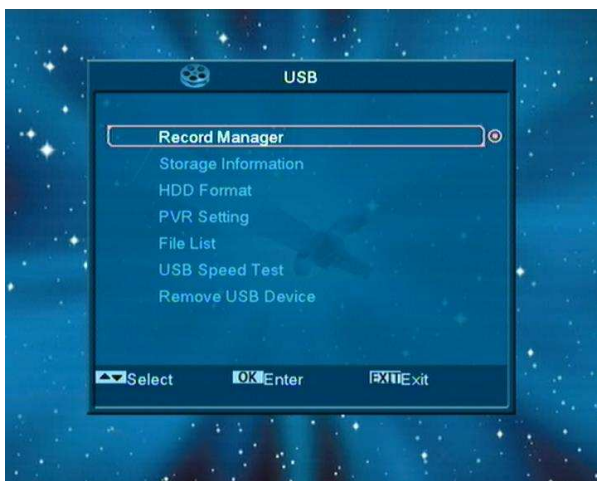 USB
Record Manager
Storage Information
HDD Format
PVR Setting
File List
USB Speed Test
Remove USB Device
Select OK Enter EXIT Exit